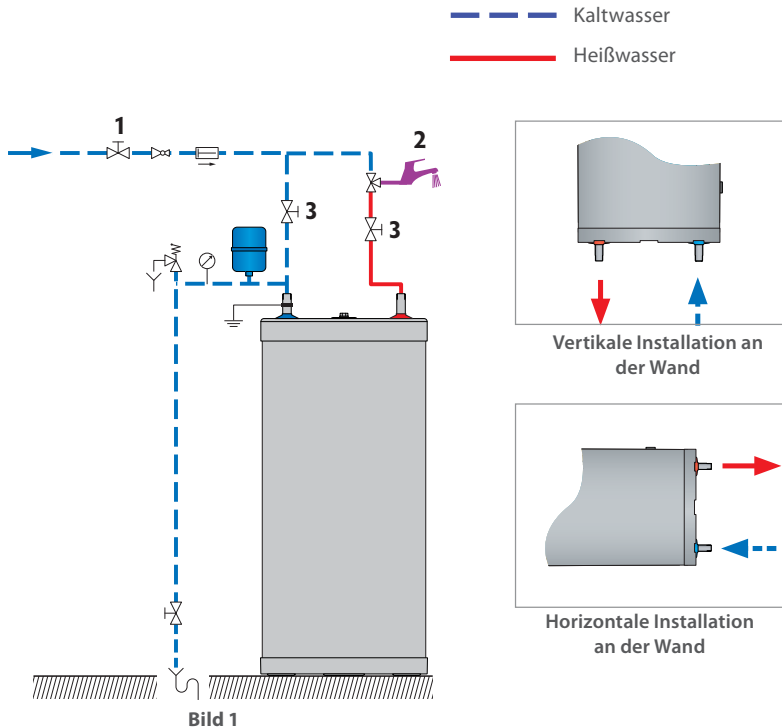 Kaltwasser
Heißwasser
1
2
3
3
Vertikale Installation an
der Wand
Horizontale Installation
an der Wand
Bild 1